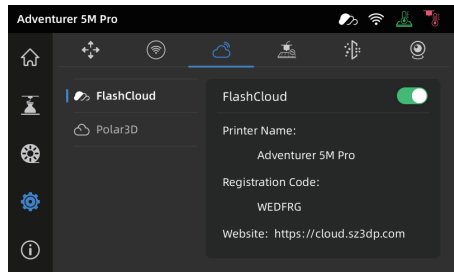 Adventurer 5M Pro
FlashCloud
Polar3D
FlashCloud
Printer Name:
Adventurer 5M Pro
Registration Code:
WEDFRG
Website: https://cloud.sz3dp.com